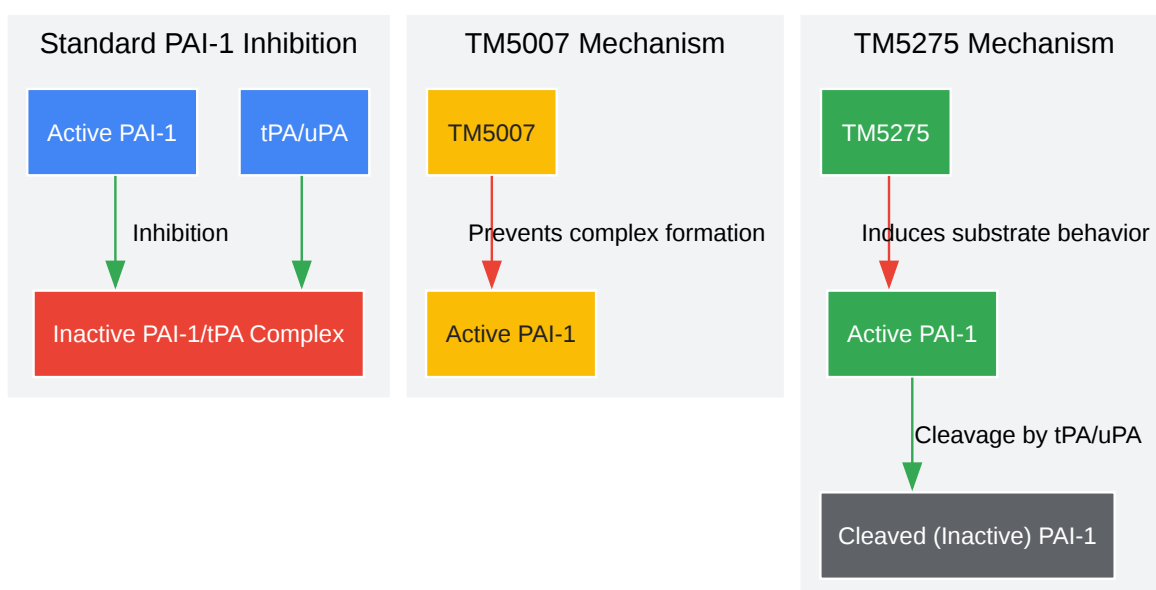 Standard PAI-1 Inhibition
Active PAI-1
tPA/uPA
Inhibition
Inactive PAI-1/tPA Complex
TM5007 Mechanism
TM5007
Prevents complex formation
Active PAI-1
TM5275 Mechanism
TM5275
Induces substrate behavior
Active PAI-1
Cleavage by tPA/uPA
Cleaved (Inactive) PAI-1